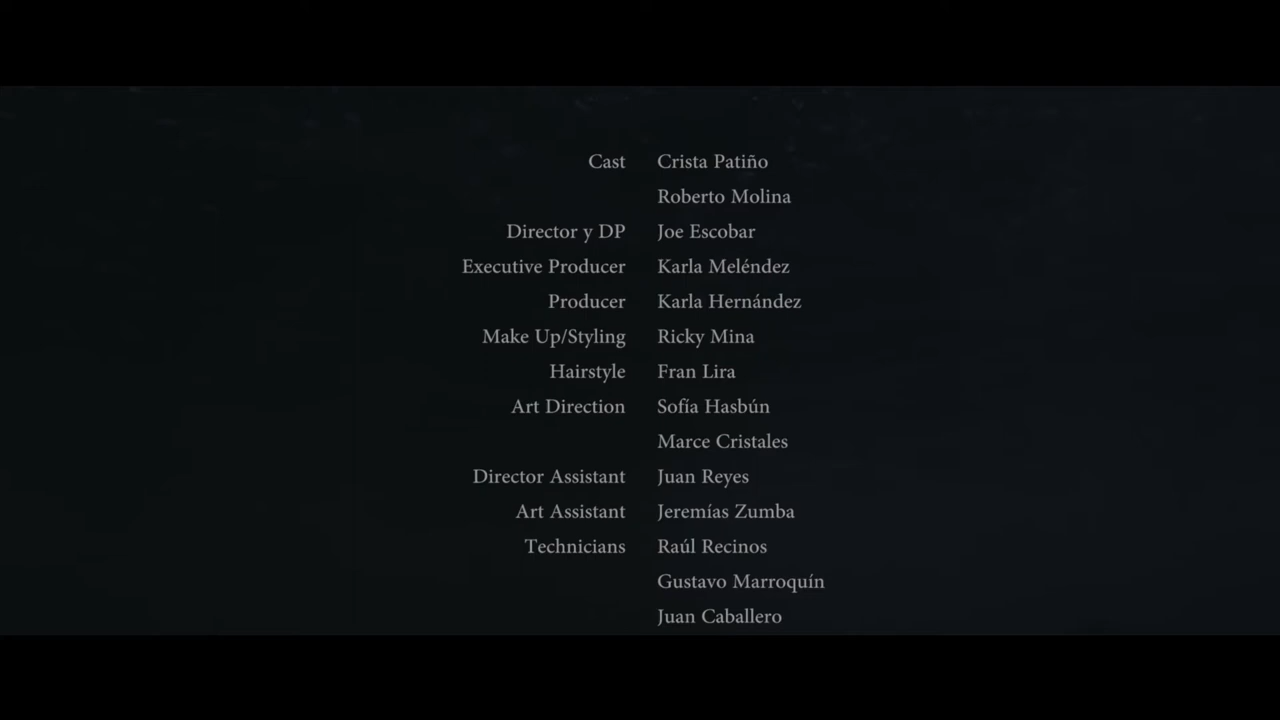 Cast Crista Patiño
Roberto Molina
Director y DP Joe Escobar
Executive Producer Karla Meléndez
Producer Karla Hernández
Make Up/Styling Ricky Mina
Hairstyle Fran Lira
Art Direction Sofía Hasbún
Marce Cristales
Director Assistant Juan Reyes
Art Assistant Jeremías Zumba
Technicians Raúl Recinos
Gustavo Marroquín
Juan Caballero